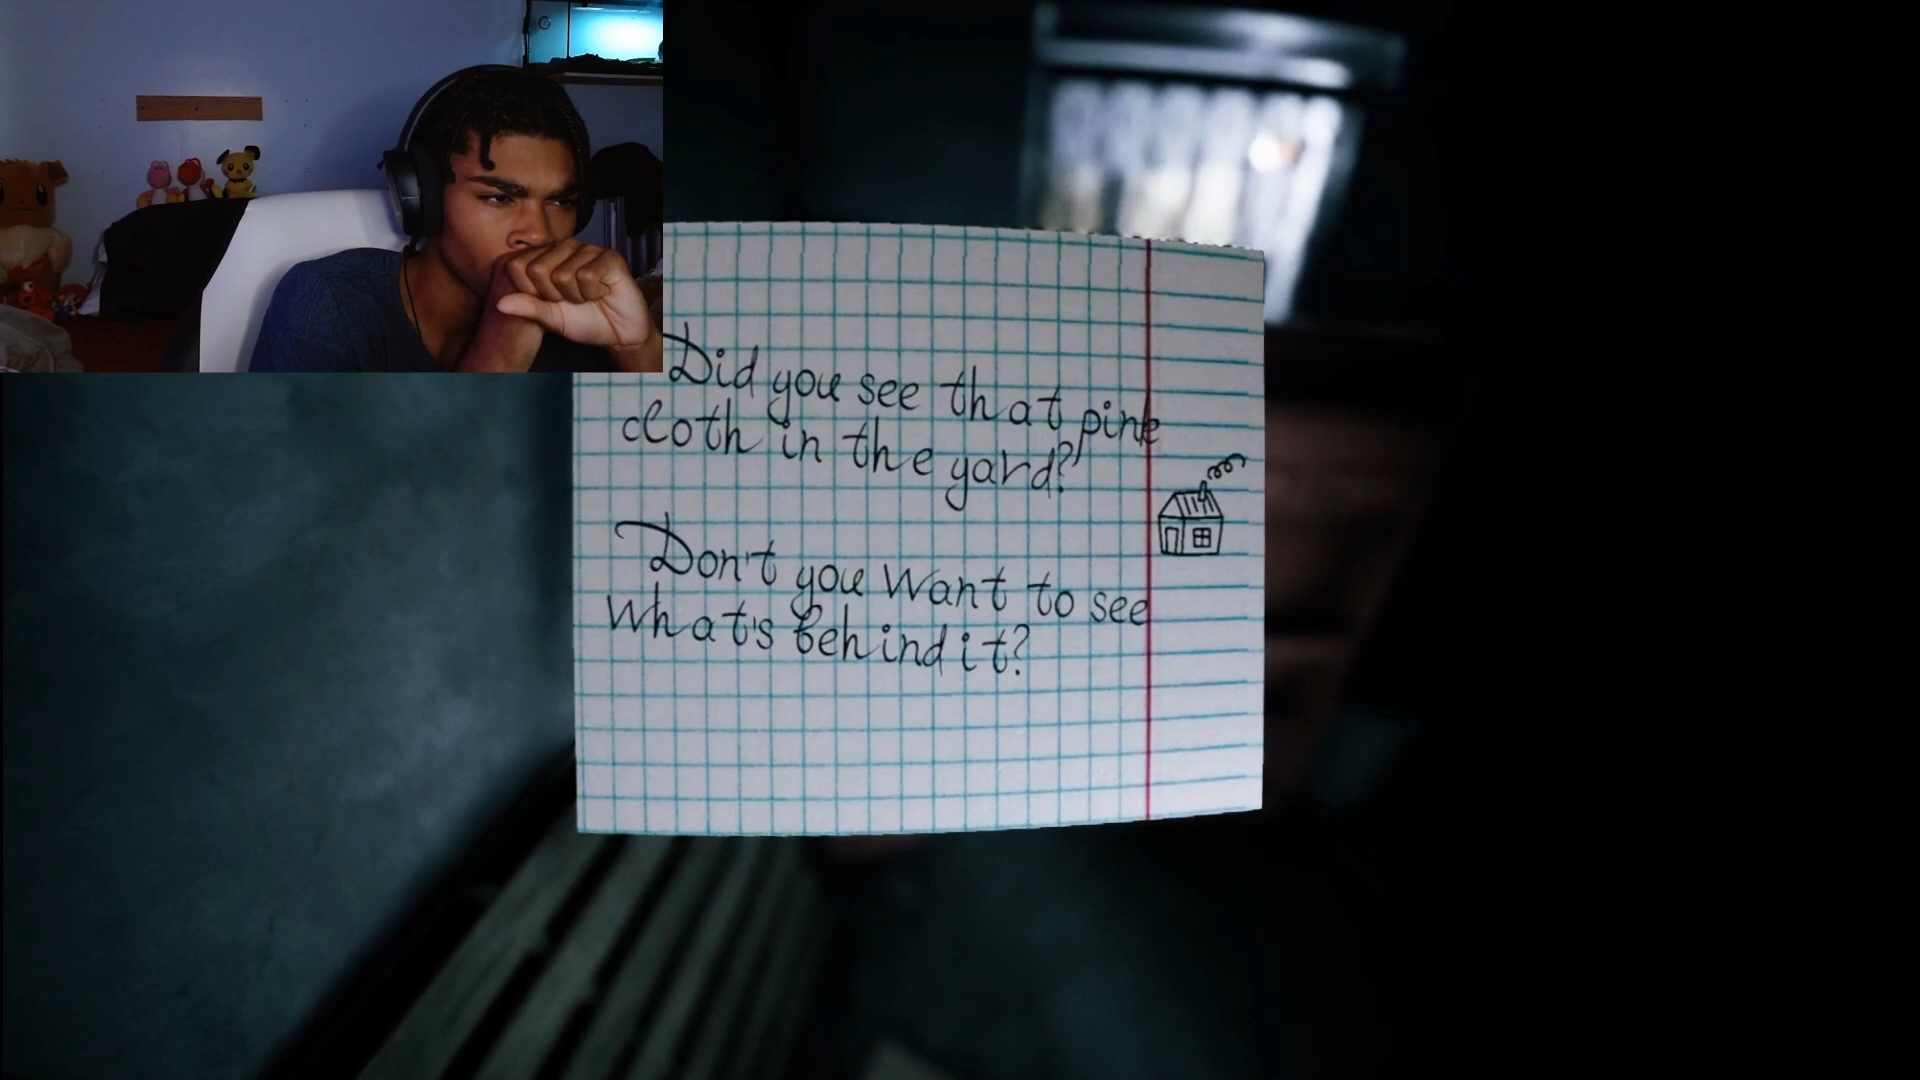 Did you see that pink
cloth in the yard?
Don't you want to see
what's behind it?